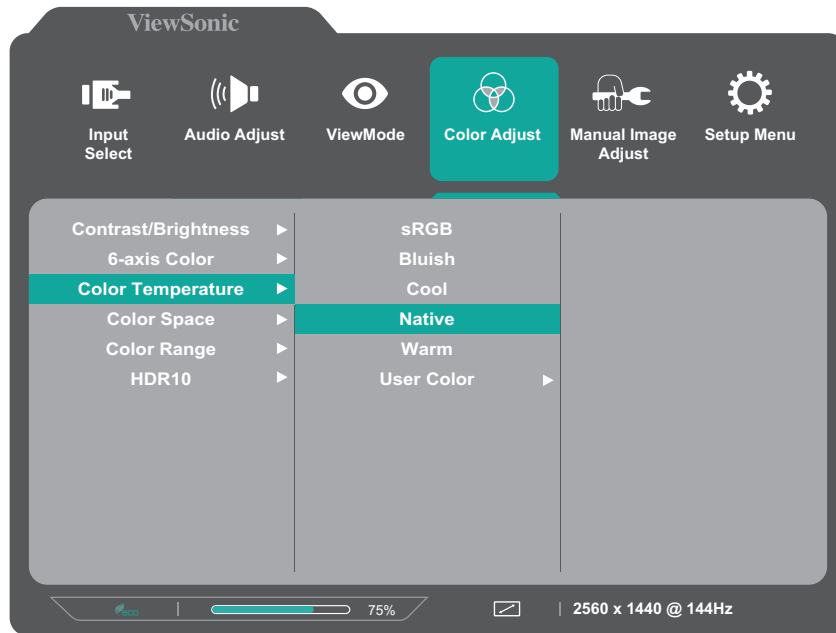 ViewSonic
Input
Select
Audio Adjust
ViewMode
Color Adjust
Manual Image
Adjust
Setup Menu
Contrast/Brightness
6-axis Color
Color Temperature
Color Space
Color Range
HDR10
sRGB
Bluish
Cool
Native
Warm
User Color
eco
75%
2560 x 1440 @ 144Hz